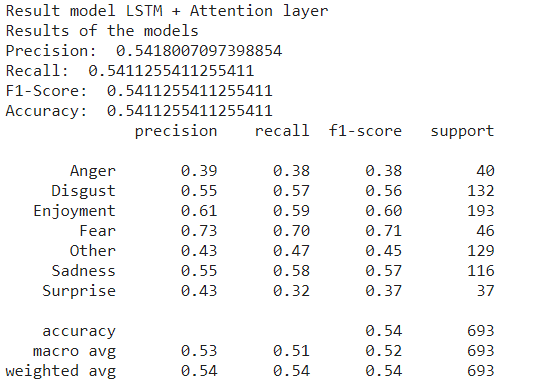 Result model LSTM + Attention layer
Results of the models
Precision:  0.5418007097398854
Recall:  0.5411255411255411
F1-Score:  0.5411255411255411
Accuracy:  0.5411255411255411
precision    recall  f1-score   support
Anger       0.39      0.38      0.38        40
Disgust       0.55      0.57      0.56       132
Enjoyment       0.61      0.59      0.60       193
Fear       0.73      0.70      0.71        46
Other       0.43      0.47      0.45       129
Sadness       0.55      0.58      0.57       116
Surprise       0.43      0.32      0.37        37
accuracy                           0.54       693
macro avg       0.53      0.51      0.52       693
weighted avg       0.54      0.54      0.54       693